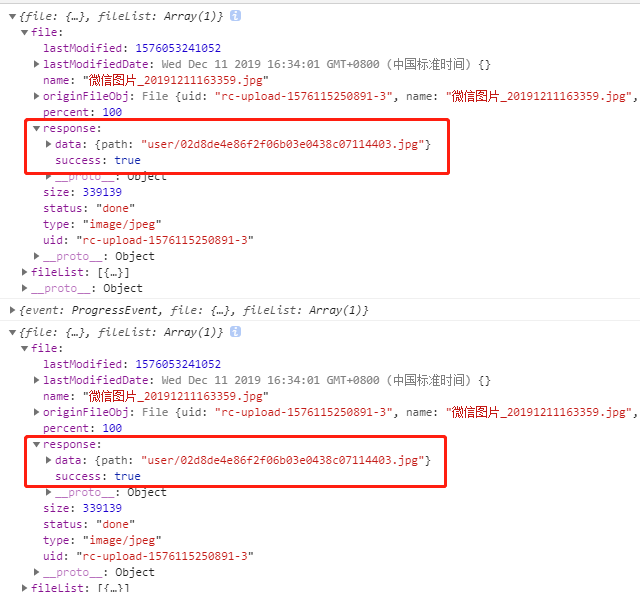 ▼{file: {…}, fileList: Array(1)} i
▼file:
lastModified: 1576053241052
▶lastModifiedDate: Wed Dec 11 2019 16:34:01 GMT+0800 (中国标准时间) {}
name: "微信图片_20191211163359.jpg"
▶originFileObj: File {uid: "rc-upload-1576115250891-3", name: "微信图片_20191211163359.jpg",
percent: 100
▼response:
▶data: {path: "user/02d8de4e86f2f06b03e0438c07114403.jpg"}
success: true
▶__proto__: Object
size: 339139
status: "done"
type: "image/jpeg"
uid: "rc-upload-1576115250891-3"
▶__proto__: Object
▶fileList: [{…}]
▶__proto__: Object
▶{event: ProgressEvent, file: {…}, fileList: Array(1)}
▼{file: {…}, fileList: Array(1)} i
▼file:
lastModified: 1576053241052
▶lastModifiedDate: Wed Dec 11 2019 16:34:01 GMT+0800 (中国标准时间) {}
name: "微信图片_20191211163359.jpg"
▶originFileObj: File {uid: "rc-upload-1576115250891-3", name: "微信图片_20191211163359.jpg",
percent: 100
▼response:
▶data: {path: "user/02d8de4e86f2f06b03e0438c07114403.jpg"}
success: true
▶__proto__: Object
size: 339139
status: "done"
type: "image/jpeg"
uid: "rc-upload-1576115250891-3"
▶__proto__: Object
▶fileList: [{…}]